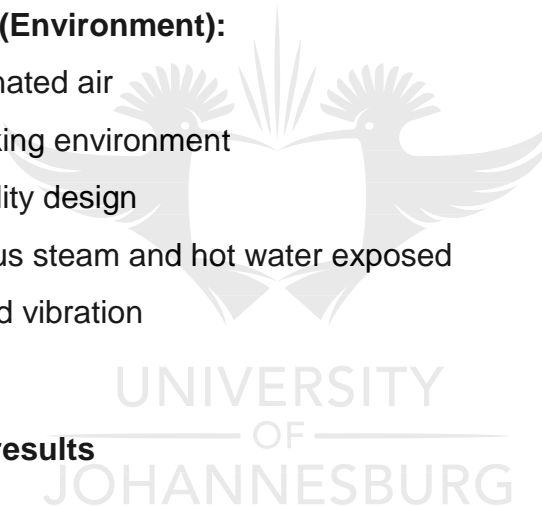 (Environment):
nated air
king environment
lity design
us steam and hot water exposed
d vibration
UNIVERSITY
OF
JOHANNESBURG
results